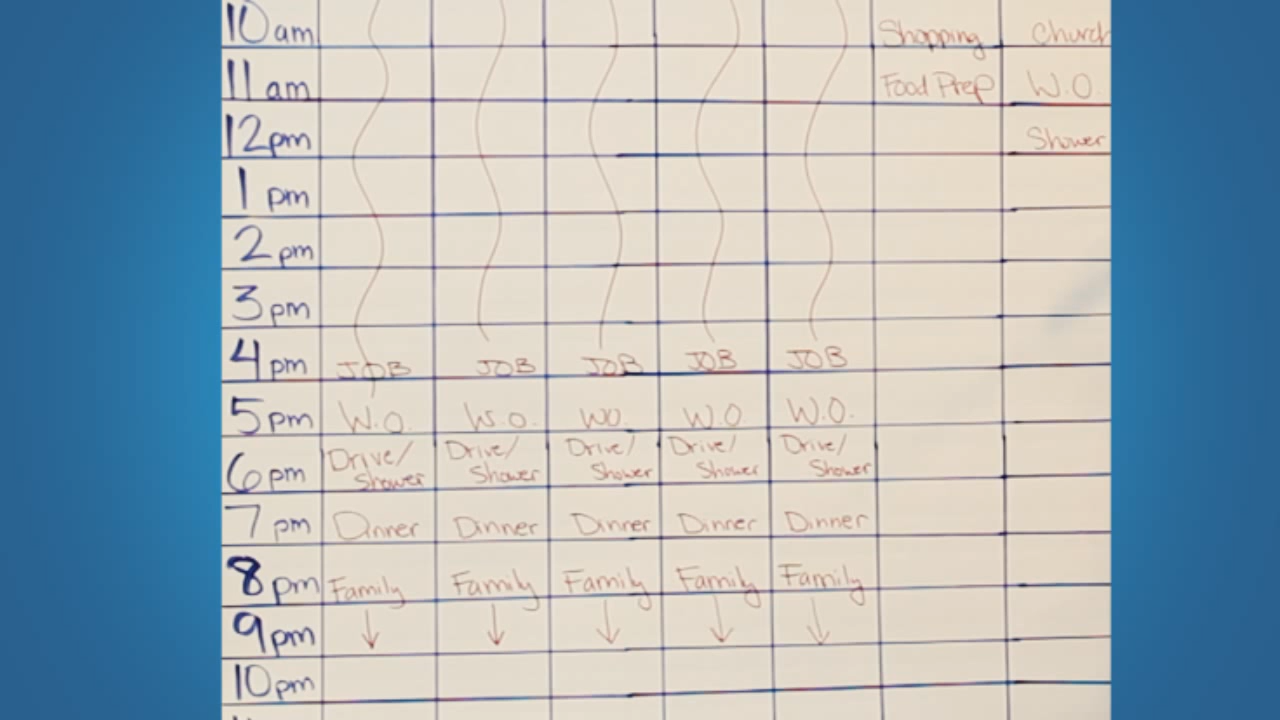 10am Shopping Church
11am Food Prep W.O.
12pm Shower
1pm
2pm
3pm
4pm JOB JOB JOB JOB JOB
5pm W.O. W.O. WO. W.O. W.O.
6pm Drive/ Shower Drive/ Shower Drive/ Shower Drive/ Shower Drive/ Shower
7pm Dinner Dinner Dinner Dinner Dinner
8pm Family Family Family Family Family
9pm
10pm